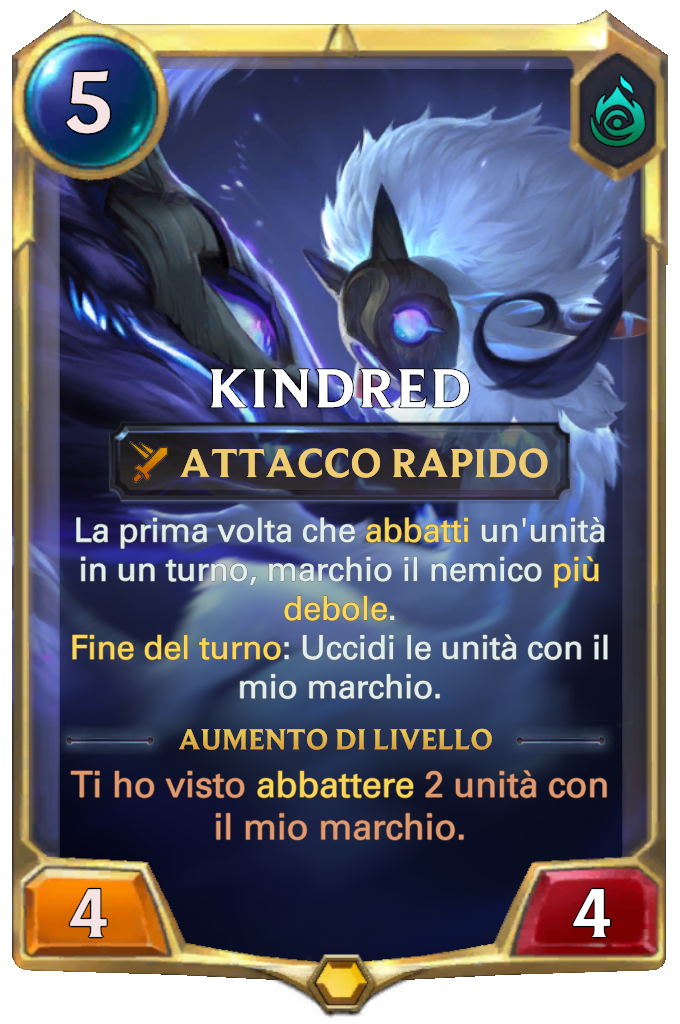 5
KINDRED
ATTACCO RAPIDO
La prima volta che abbatti un'unità
in un turno, marchio il nemico più
debole.
Fine del turno: Uccidi le unità con il
mio marchio.
AUMENTO DI LIVELLO
Ti ho visto abbattere 2 unità con
il mio marchio.
4
4